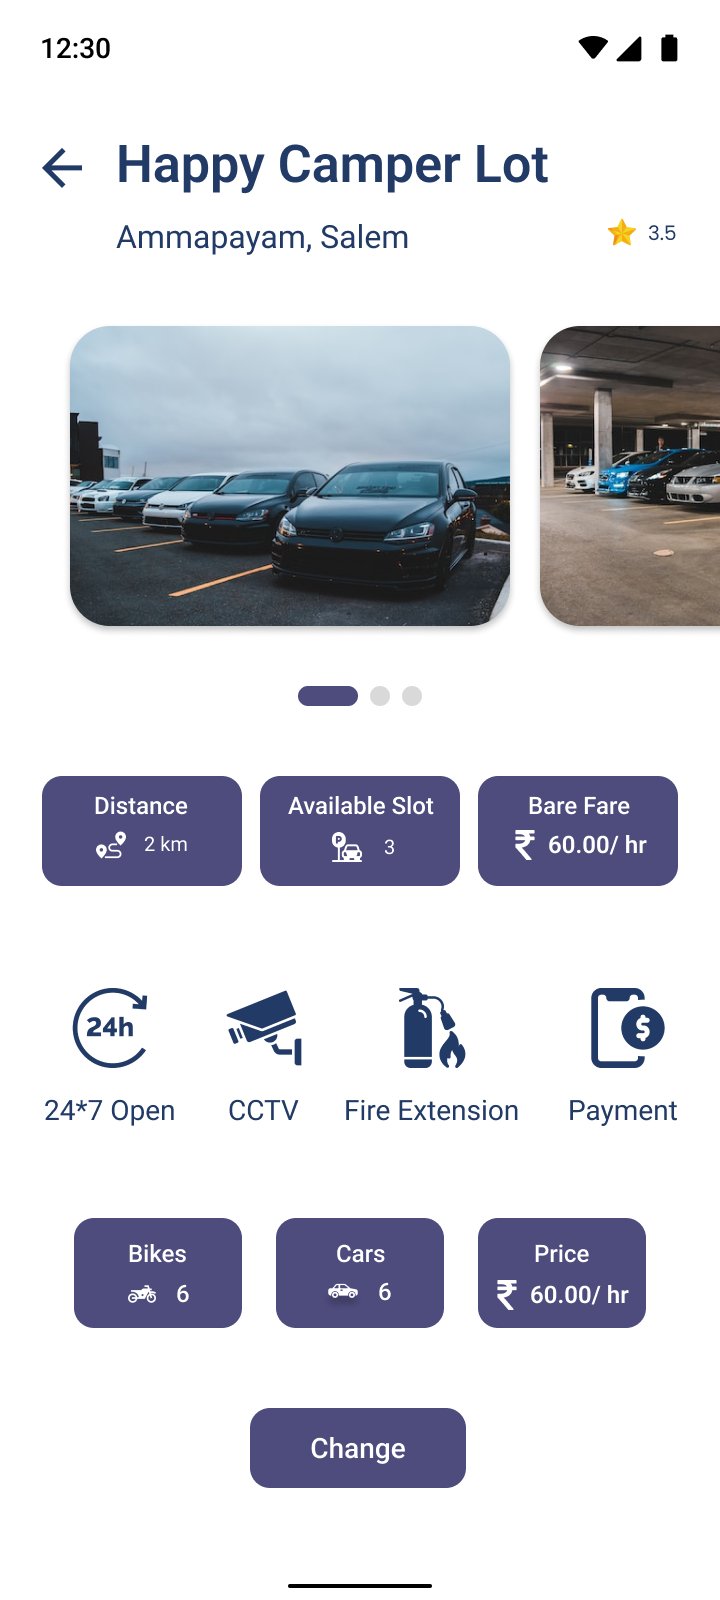 12:30
Happy Camper Lot
Ammapayam, Salem
3.5
Distance
2 km
Available Slot
P
3
Bare Fare
₹ 60.00/ hr
24h
$
24*7 Open
CCTV
Fire Extension
Payment
Bikes
6
Cars
6
Price
₹ 60.00/ hr
Change